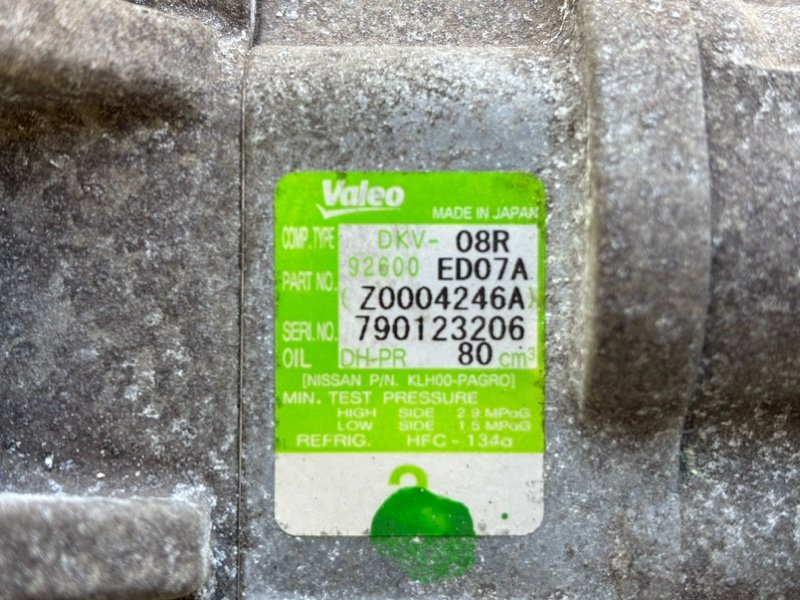 Valeo
MADE IN JAPAN
COMP. TYPE DKV- 08R
PART NO. 92600 ED07A
(Z0004246A)
SERI. NO. 790123206
OIL DH-PR 80 cm³
[NISSAN P/N. KLH00-PAGR0]
MIN. TEST PRESSURE
HIGH SIDE 2.9 MPaG
LOW SIDE 1.5 MPaG
REFRIG. HFC-134a